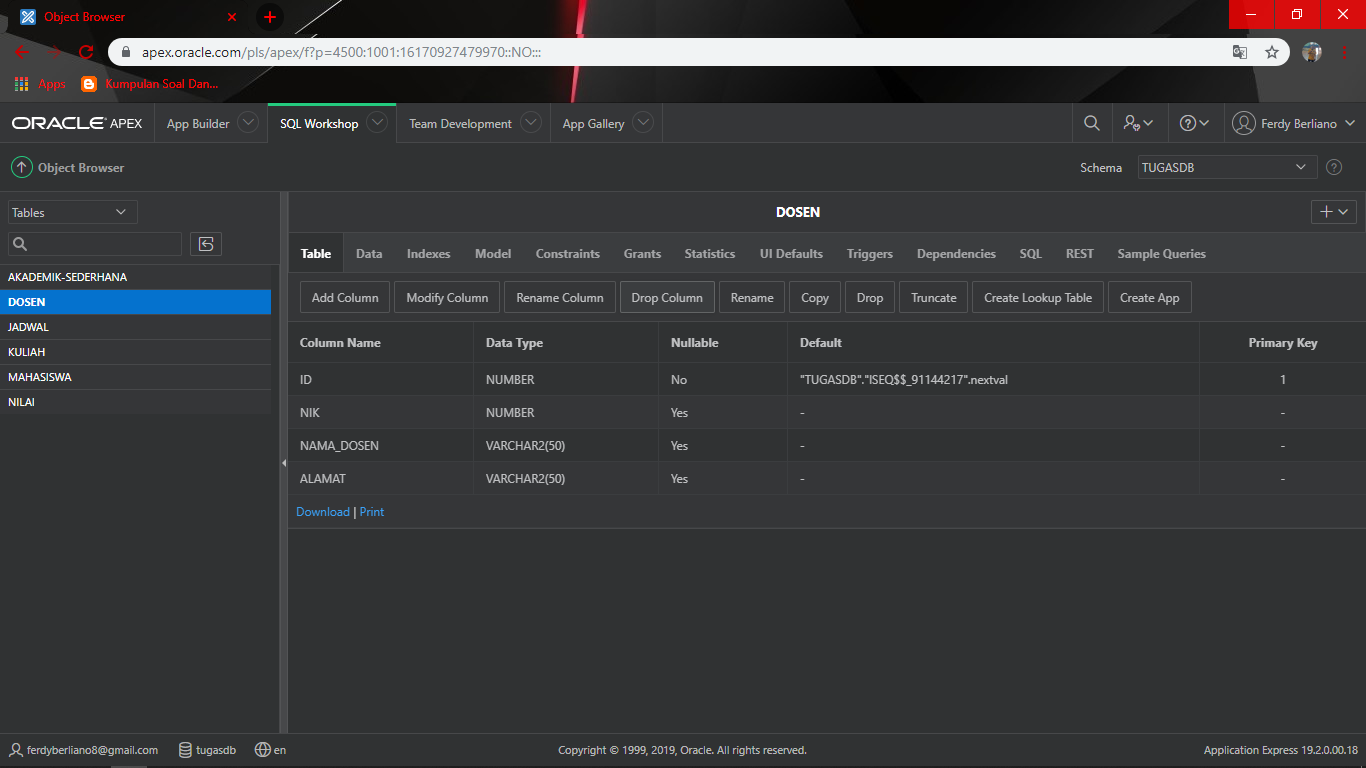 Object Browser
apex.oracle.com/pls/apex/f?p=4500:1001:16170927479970::NO:::
Apps Kumpulan Soal Dan...
ORACLE APEX App Builder SQL Workshop Team Development App Gallery Ferdy Berliano
Object Browser Schema TUGASDB
Tables DOSEN
Table Data Indexes Model Constraints Grants Statistics UI Defaults Triggers Dependencies SQL REST Sample Queries
AKADEMIK-SEDERHANA
DOSEN
JADWAL
KULIAH
MAHASISWA
NILAI
Add Column Modify Column Rename Column Drop Column Rename Copy Drop Truncate Create Lookup Table Create App
Column Name Data Type Nullable Default Primary Key
ID NUMBER No "TUGASDB"."ISEQ$$_91144217".nextval 1
NIK NUMBER Yes - -
NAMA_DOSEN VARCHAR2(50) Yes - -
ALAMAT VARCHAR2(50) Yes - -
Download | Print
ferdyberliano8@gmail.com tugasdb en Copyright © 1999, 2019, Oracle. All rights reserved. Application Express 19.2.0.00.18